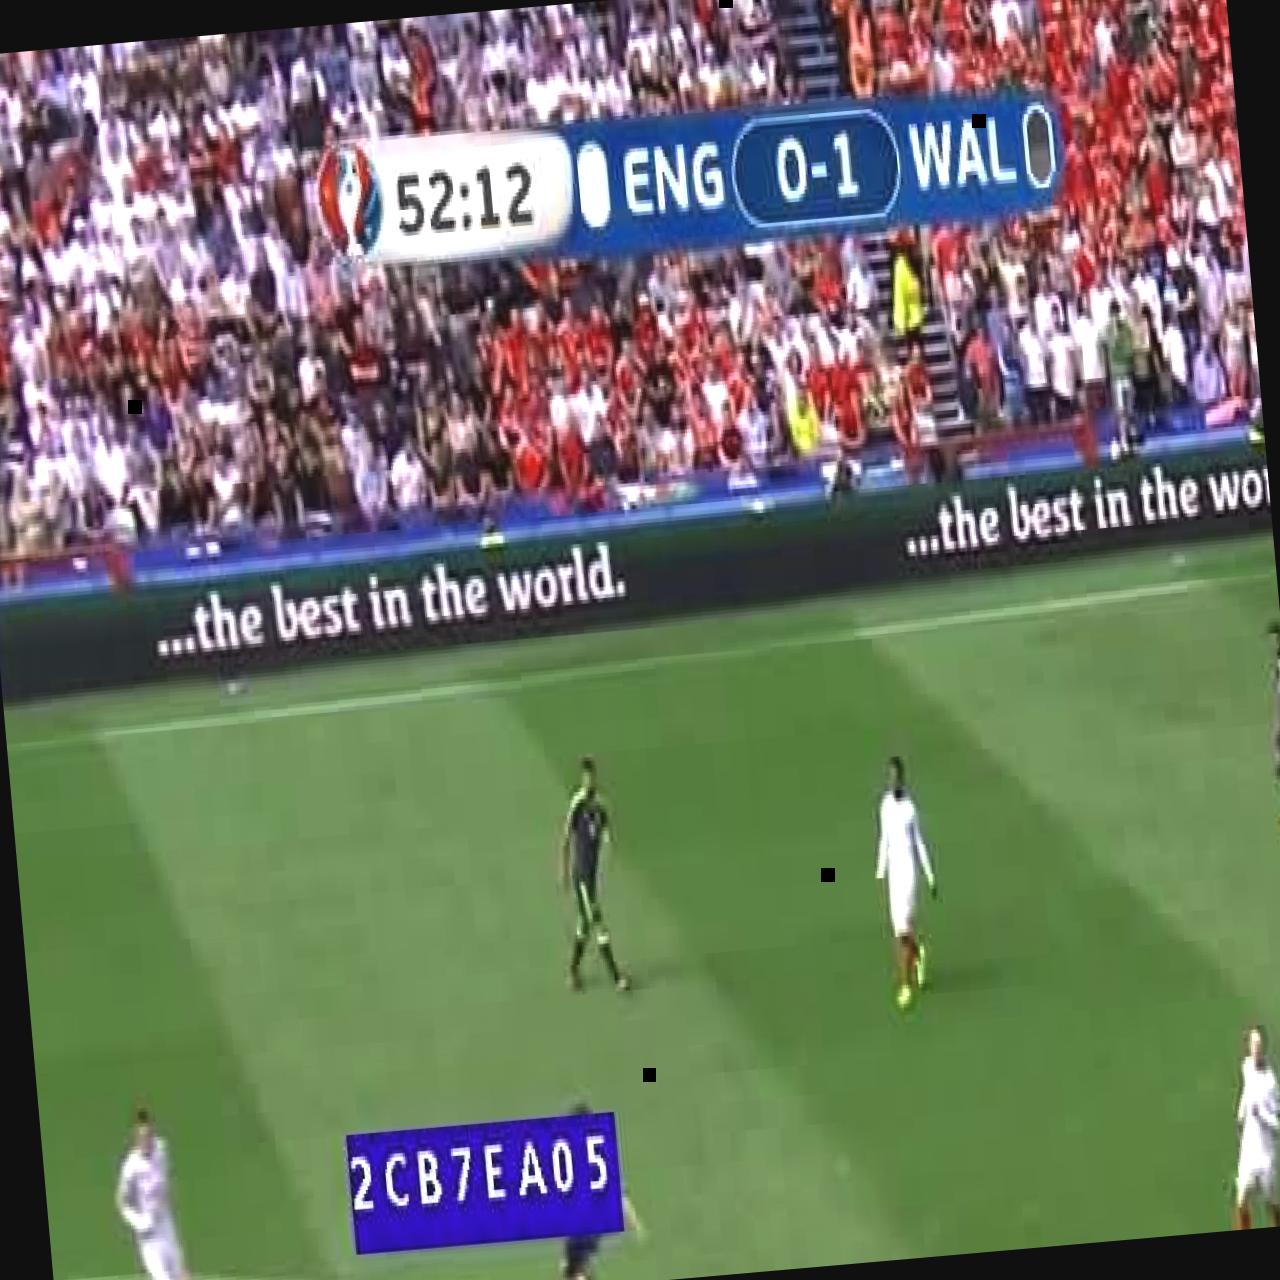 52:12 ENG 0-1 WAL
...the best in the world.
...the best in the wo
2CB7EA05